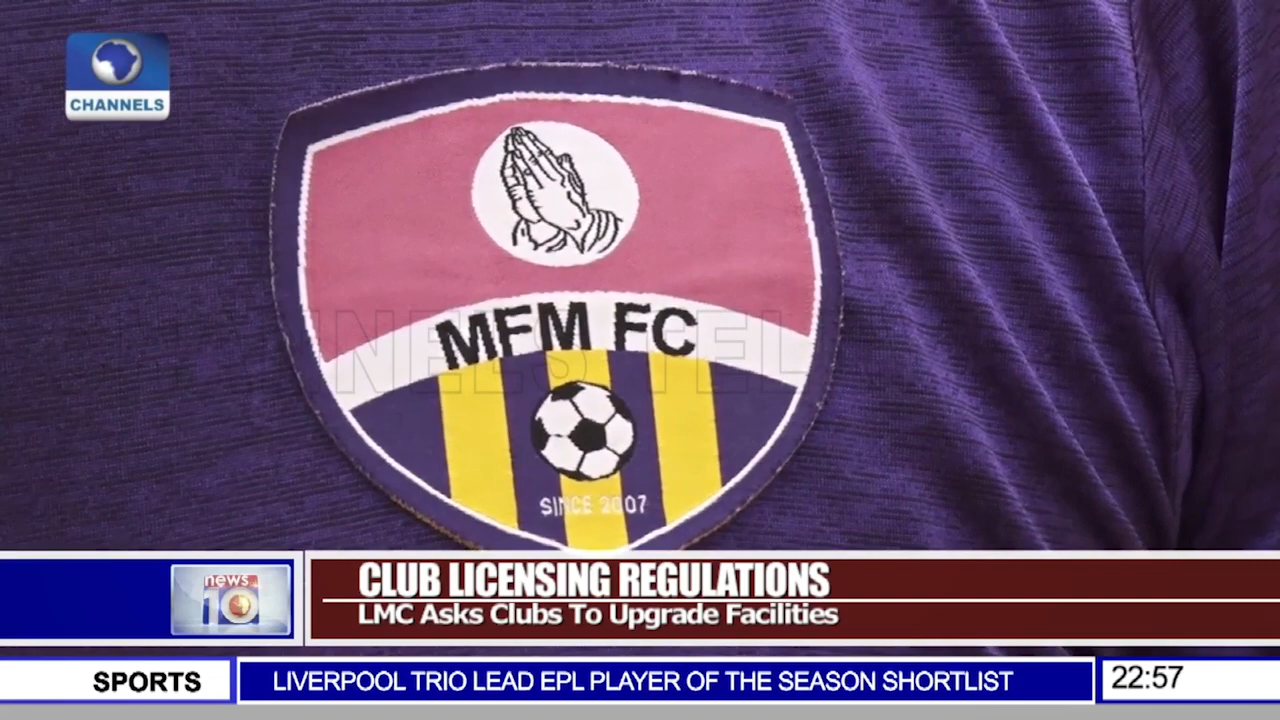 CHANNELS
MFM FC
SINCE 2007
news
10
CLUB LICENSING REGULATIONS
LMC Asks Clubs To Upgrade Facilities
SPORTS
LIVERPOOL TRIO LEAD EPL PLAYER OF THE SEASON SHORTLIST
22:57